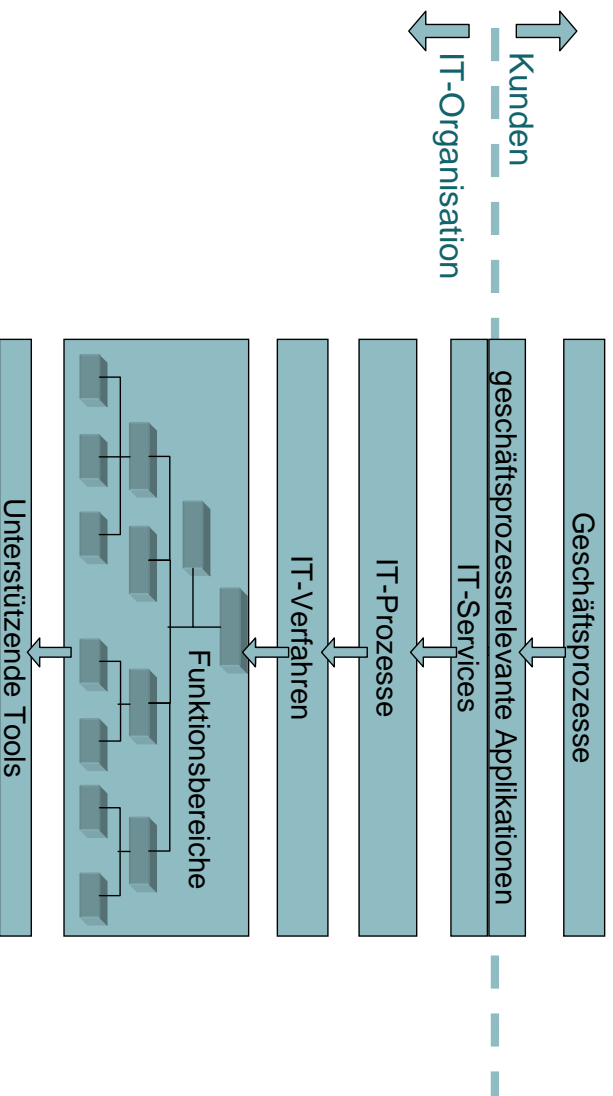 Kunden
IT-Organisation
Geschäftsprozesse
geschäftsprozessrelevante Applikationen
IT-Services
IT-Prozesse
IT-Verfahren
Funktionsbereiche
Unterstützende Tools